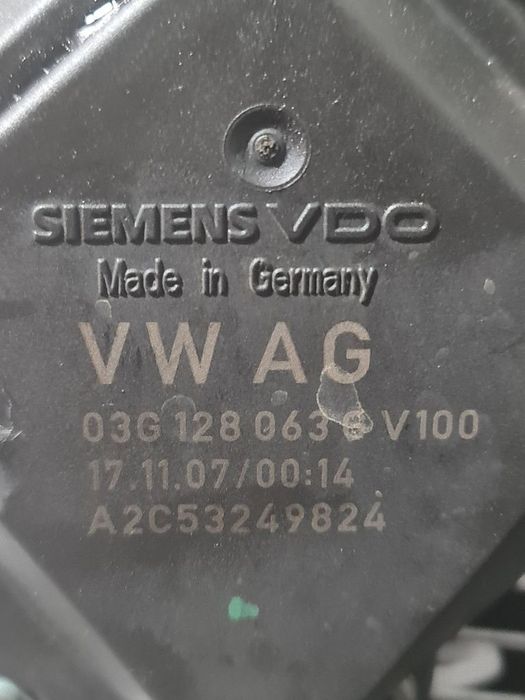 SIEMENS VDO
Made in Germany
VW AG
03G 128 063 V100
17.11.07/00:14
A2C53249824